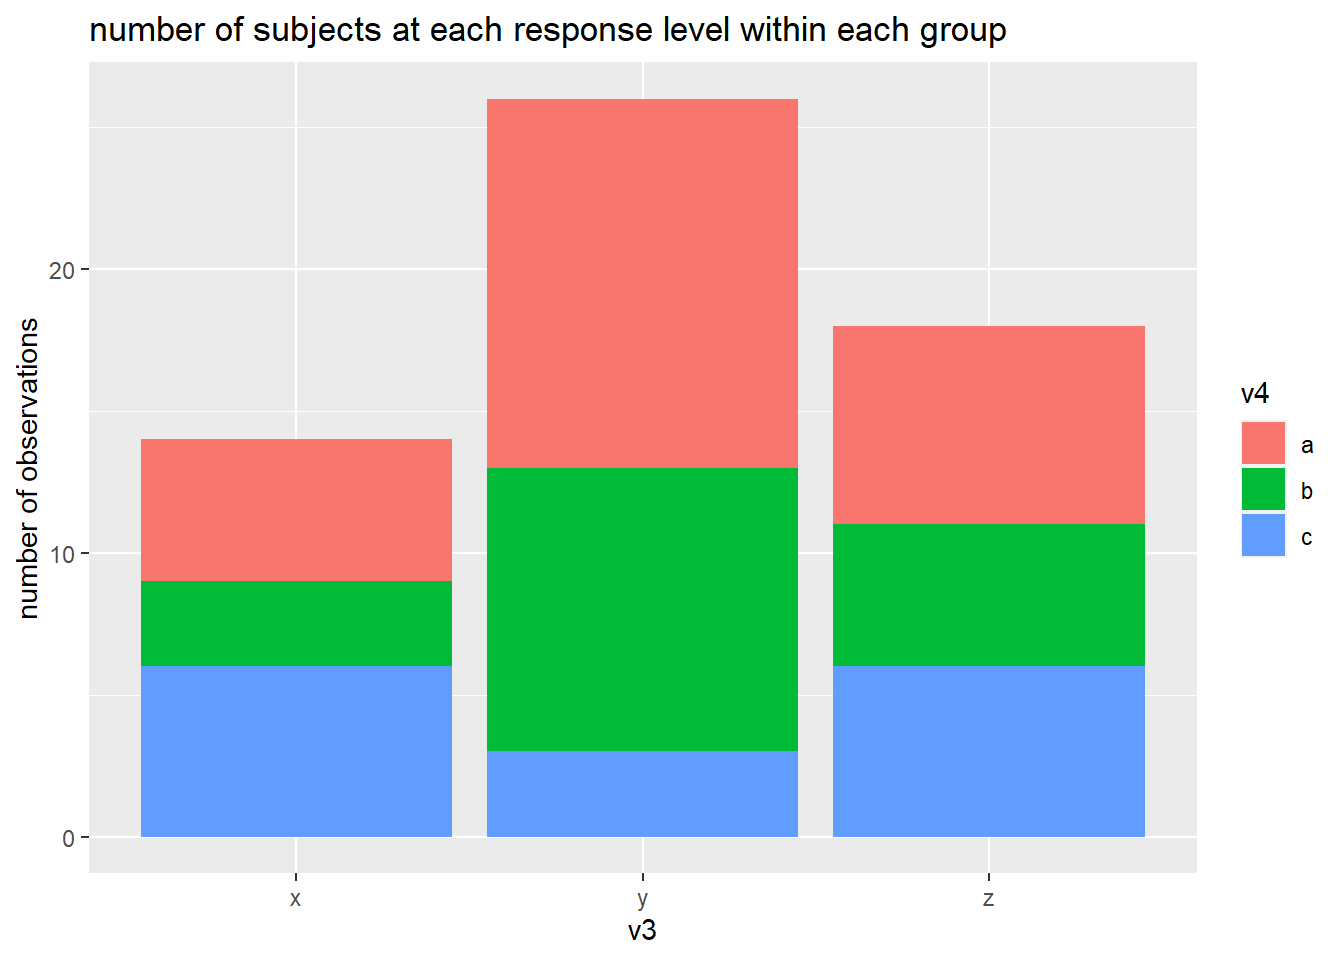 number of subjects at each response level within each group
number of observations
20
10
0
x
y
z
v3
v4
a
b
c